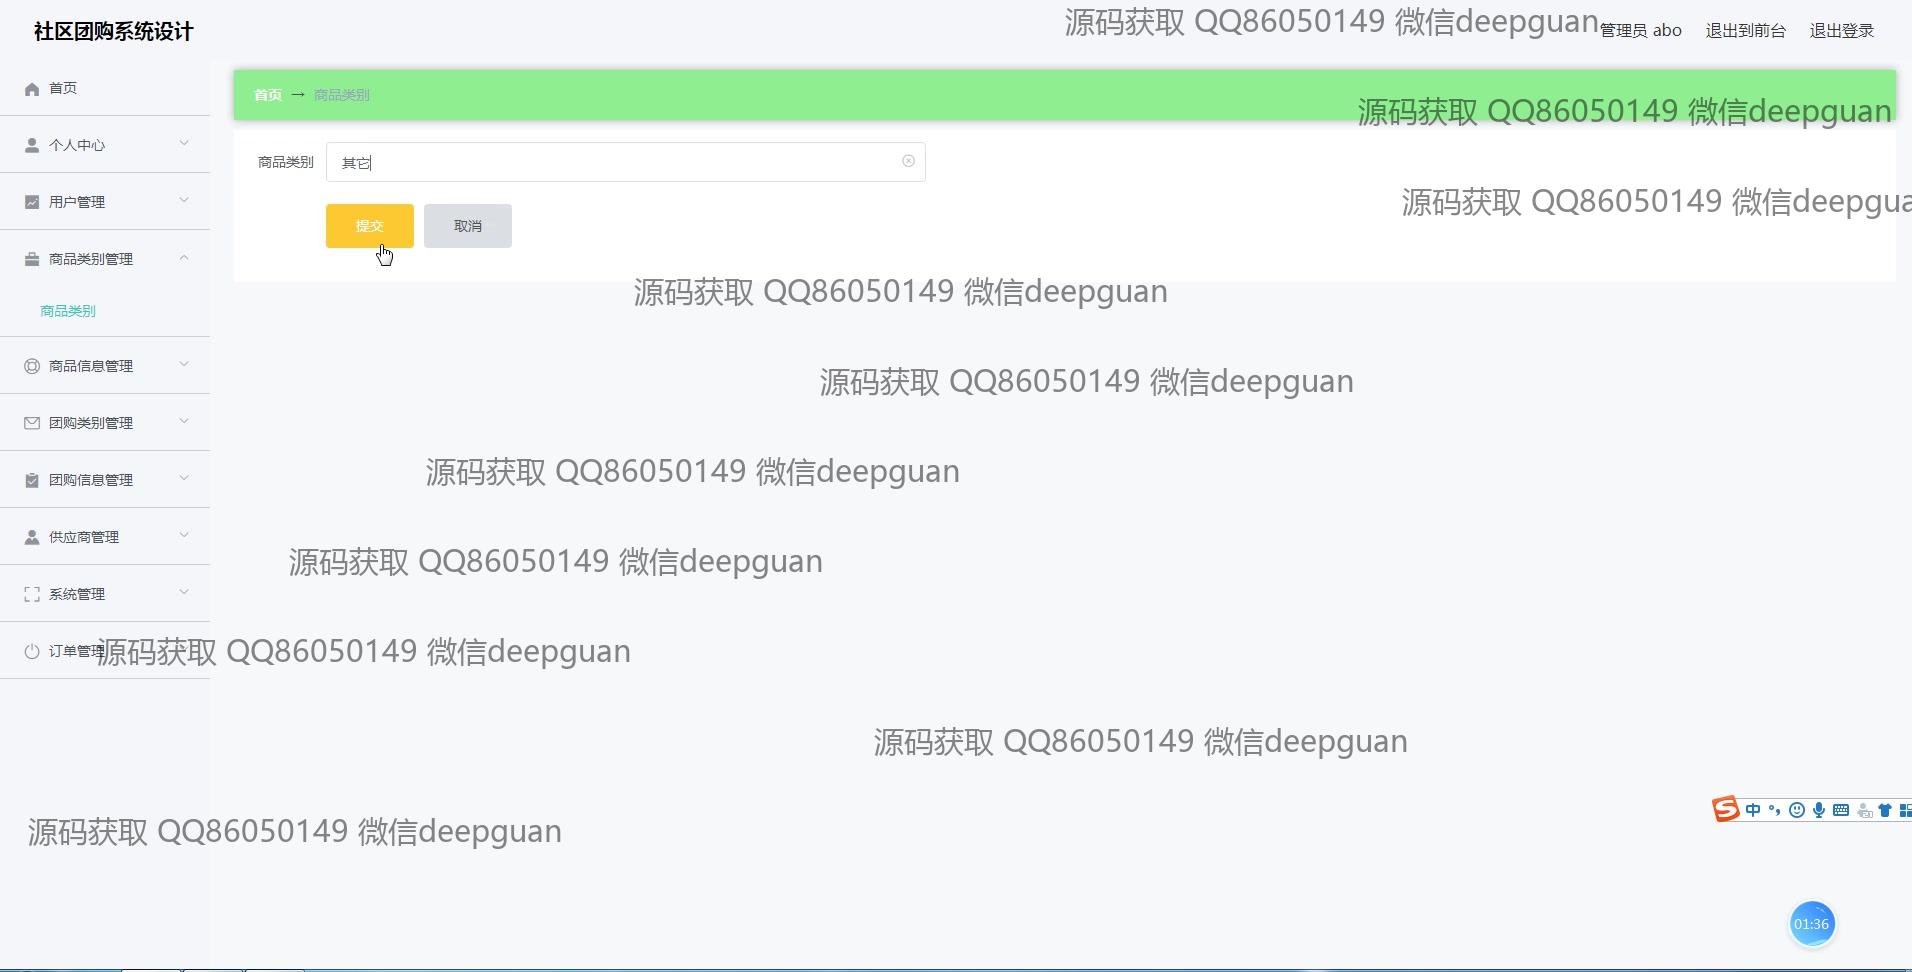 社区团购系统设计
源码获取 QQ86050149 微信deepguan
管理员 abo 退出到前台 退出登录
首页
首页 → 商品类别
源码获取 QQ86050149 微信deepguan
个人中心
商品类别 其它
用户管理
源码获取 QQ86050149 微信deepgua
提交 取消
商品类别管理
源码获取 QQ86050149 微信deepguan
商品类别
商品信息管理
源码获取 QQ86050149 微信deepguan
团购类别管理
源码获取 QQ86050149 微信deepguan
团购信息管理
供应商管理
源码获取 QQ86050149 微信deepguan
系统管理
订单管理
源码获取 QQ86050149 微信deepguan
源码获取 QQ86050149 微信deepguan
S 中
源码获取 QQ86050149 微信deepguan
01:36